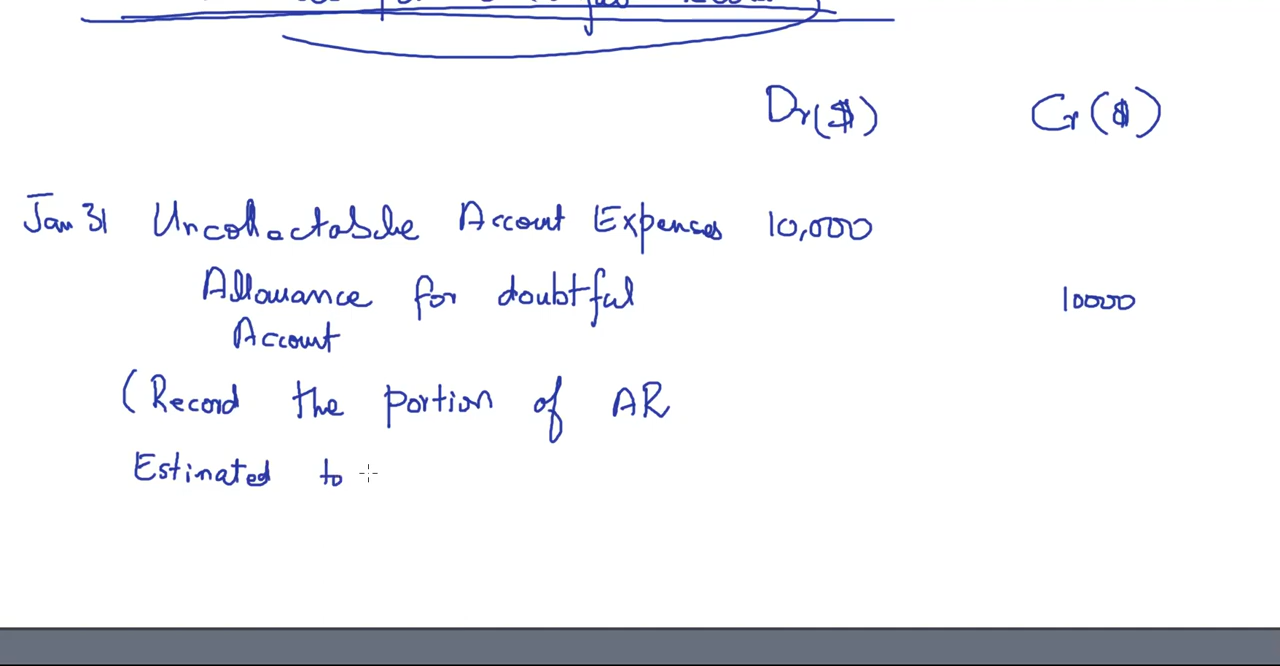 Dr($) Cr($)
Jan 31 Uncollactable Account Expenses 10,000
Allowance for doubtful 10000
Account
(Record the portion of AR
Estimated to